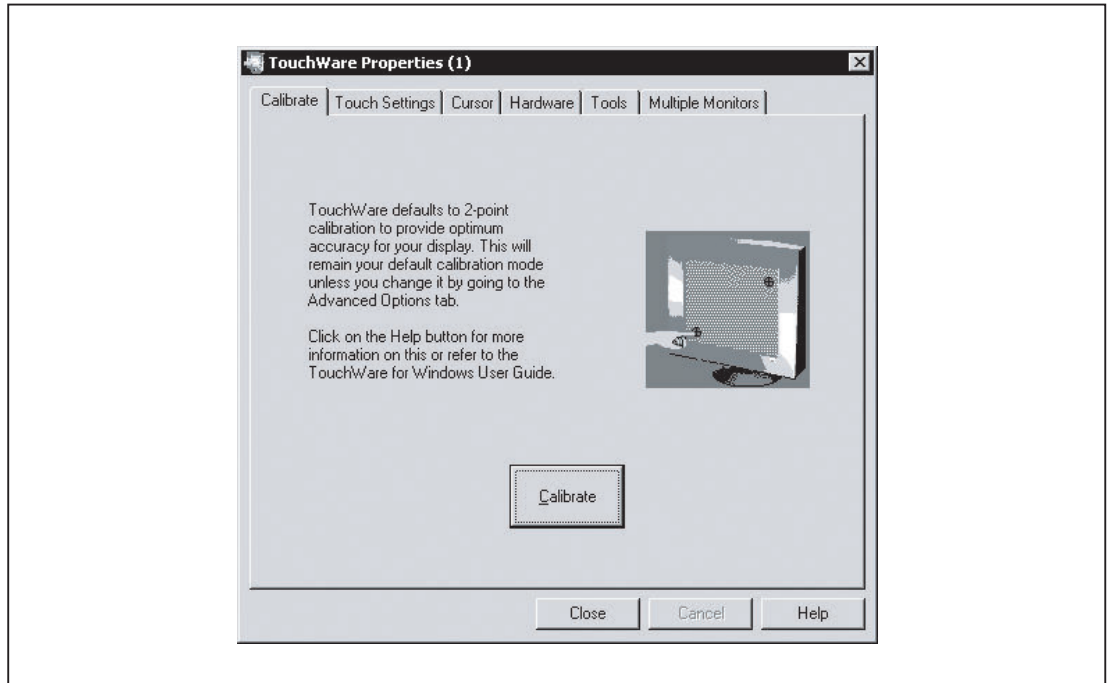 TouchWare Properties (1)
Calibrate Touch Settings Cursor Hardware Tools Multiple Monitors
TouchWare defaults to 2-point
calibration to provide optimum
accuracy for your display. This will
remain your default calibration mode
unless you change it by going to the
Advanced Options tab.
Click on the Help button for more
information on this or refer to the
TouchWare for Windows User Guide.
Calibrate
Close Cancel Help